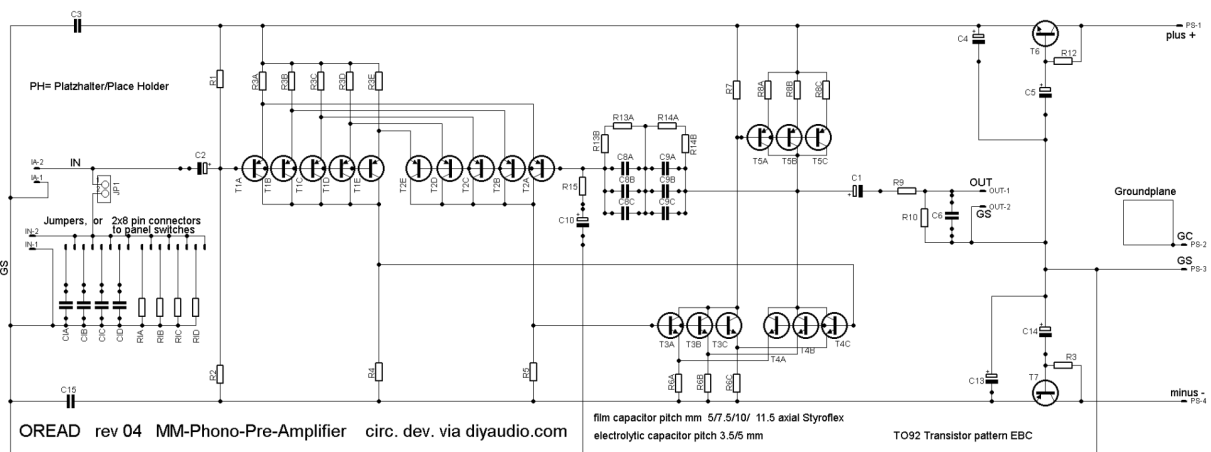 C3
C4
T6
R12
PS-1
plus +
PH= Platzhalter/Place Holder
R1
R3A
R3B
R3C
R3D
R3E
R7
R8A
R8B
R8C
C5
R13A
R14A
R13B
R14B
T5A
T5B
T5C
IA-2
IN
C2
IA-1
JP1
T1A
T1B
T1C
T1D
T1E
T2E
T2D
T2C
T2B
T2A
C8A
C9A
C8B
C9B
C8C
C9C
R15
C10
C1
R9
OUT
OUT-1
OUT-2
GS
R10
C6
Groundplane
GC
PS-2
GS
PS-3
Jumpers, or 2x8 pin connectors
to panel switches
IN-2
IN-1
GS
C1A
C1B
C1C
C1D
R1A
R1B
R1C
R1D
T3A
T3B
T3C
T4A
T4B
T4C
C14
R2
R4
R5
R6A
R6B
R6C
C13
T7
R3
minus -
PS-4
C15
OREAD rev 04 MM-Phono-Pre-Amplifier circ. dev. via diyaudio.com
film capacitor pitch mm 5/7.5/10/ 11.5 axial Styroflex
electrolytic capacitor pitch 3.5/5 mm
TO92 Transistor pattern EBC